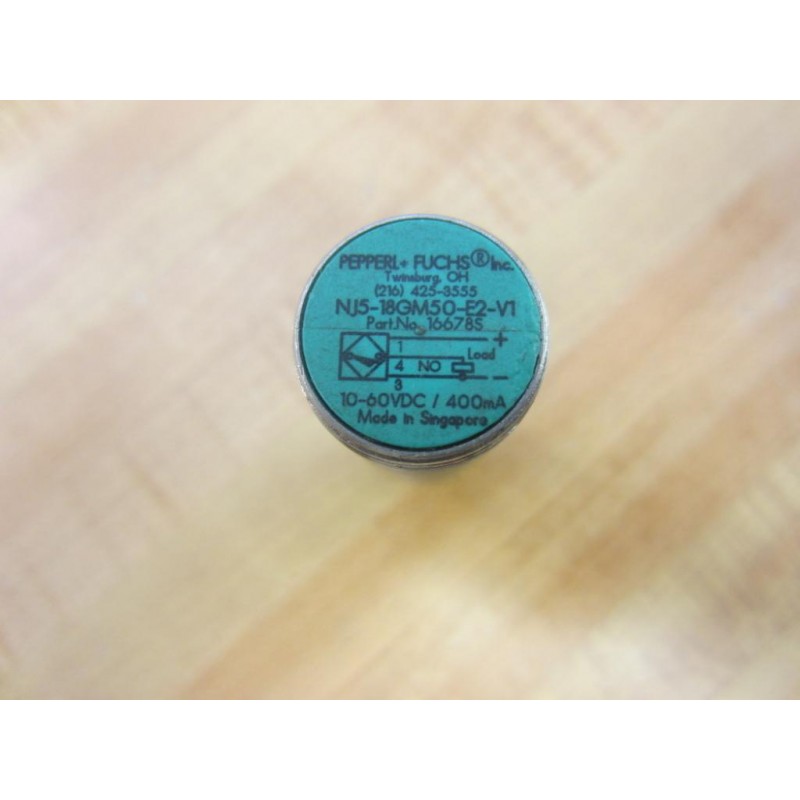 PEPPERL+ FUCHS® Inc.
Twinsburg, OH
(216) 425-3555
NJ5-18GM50-E2-V1
Part.No. 16678S
1 +
Load
4 NO
3 -
10-60VDC / 400mA
Made in Singapore